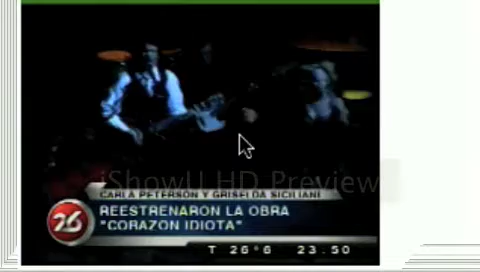 iShowU HD Preview
CARLA PETERSON Y GRISELDA SICILIANI
REESTRENARON LA OBRA
"CORAZON IDIOTA"
26
T 26°6 23.50